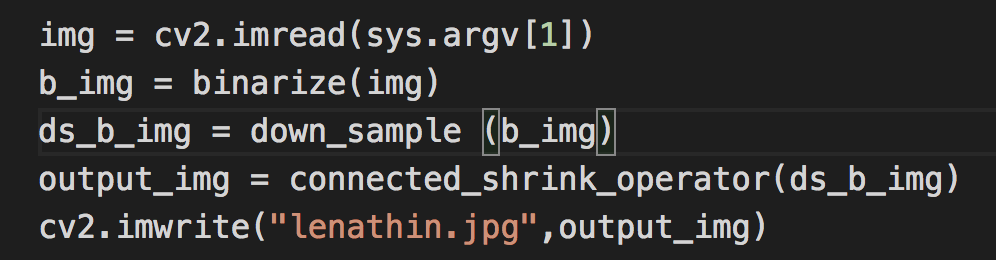 img = cv2.imread(sys.argv[1])
b_img = binarize(img)
ds_b_img = down_sample (b_img)
output_img = connected_shrink_operator(ds_b_img)
cv2.imwrite("lenathin.jpg",output_img)